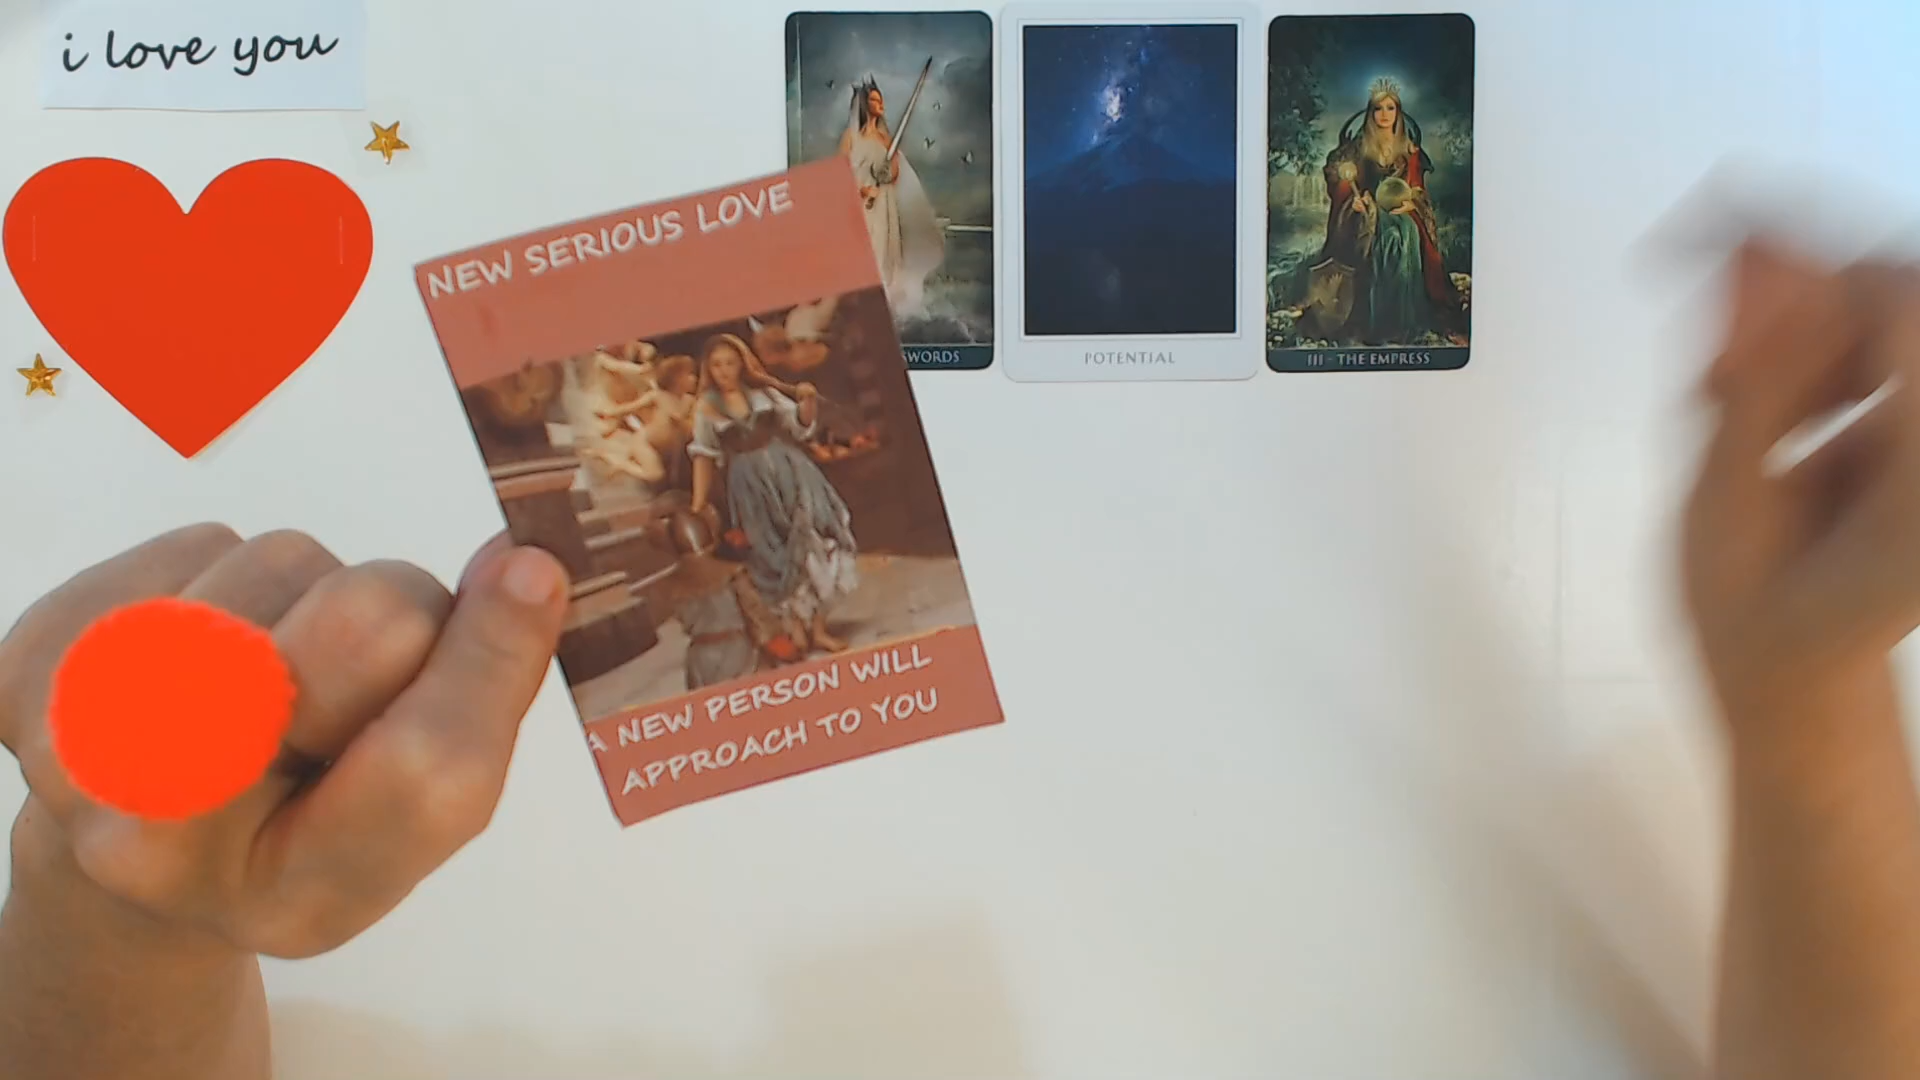 i love you
NEW SERIOUS LOVE
A NEW PERSON WILL
APPROACH TO YOU
SWORDS
POTENTIAL
III - THE EMPRESS